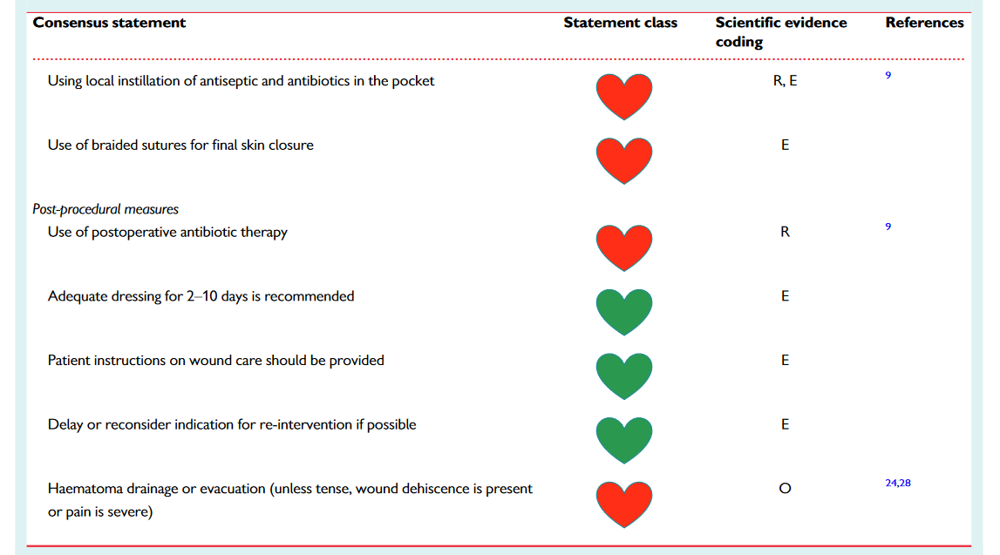 Consensus statement Statement class Scientific evidence References
coding
Using local instillation of antiseptic and antibiotics in the pocket R, E 9
Use of braided sutures for final skin closure E
Post-procedural measures
Use of postoperative antibiotic therapy R 9
Adequate dressing for 2–10 days is recommended E
Patient instructions on wound care should be provided E
Delay or reconsider indication for re-intervention if possible E
Haematoma drainage or evacuation (unless tense, wound dehiscence is present O 24,28
or pain is severe)